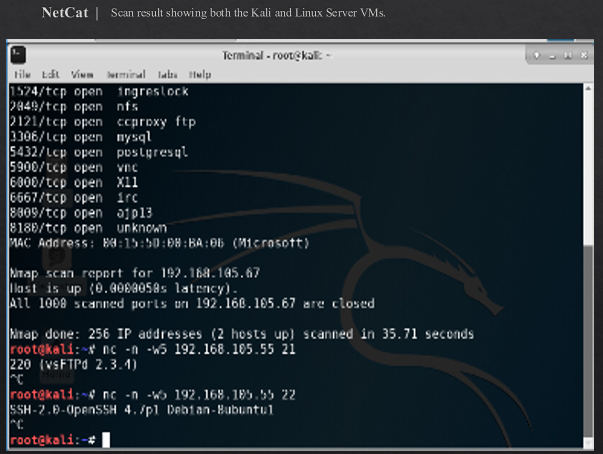 NetCat | Scan result showing both the Kali and Linux Server VMs.
Terminal - root@kali: ~
File Edit View Terminal Tabs Help
1524/tcp open ingreslock
2049/tcp open nfs
2121/tcp open ccproxy ftp
3306/tcp open mysql
5432/tcp open postgresql
5900/tcp open vnc
6000/tcp open X11
6667/tcp open irc
8009/tcp open ajp13
8180/tcp open unknown
MAC Address: 00:15:5D:00:BA:06 (Microsoft)
Nmap scan report for 192.168.105.67
Host is up (0.0000050s latency).
All 1000 scanned ports on 192.168.105.67 are closed
Nmap done: 256 IP addresses (2 hosts up) scanned in 35.71 seconds
root@kali:~# nc -n -w5 192.168.105.55 21
220 (vsFTPd 2.3.4)
^C
root@kali:~# nc -n -w5 192.168.105.55 22
SSH-2.0-OpenSSH 4.7p1 Debian-8ubuntu1
^C
root@kali:~#